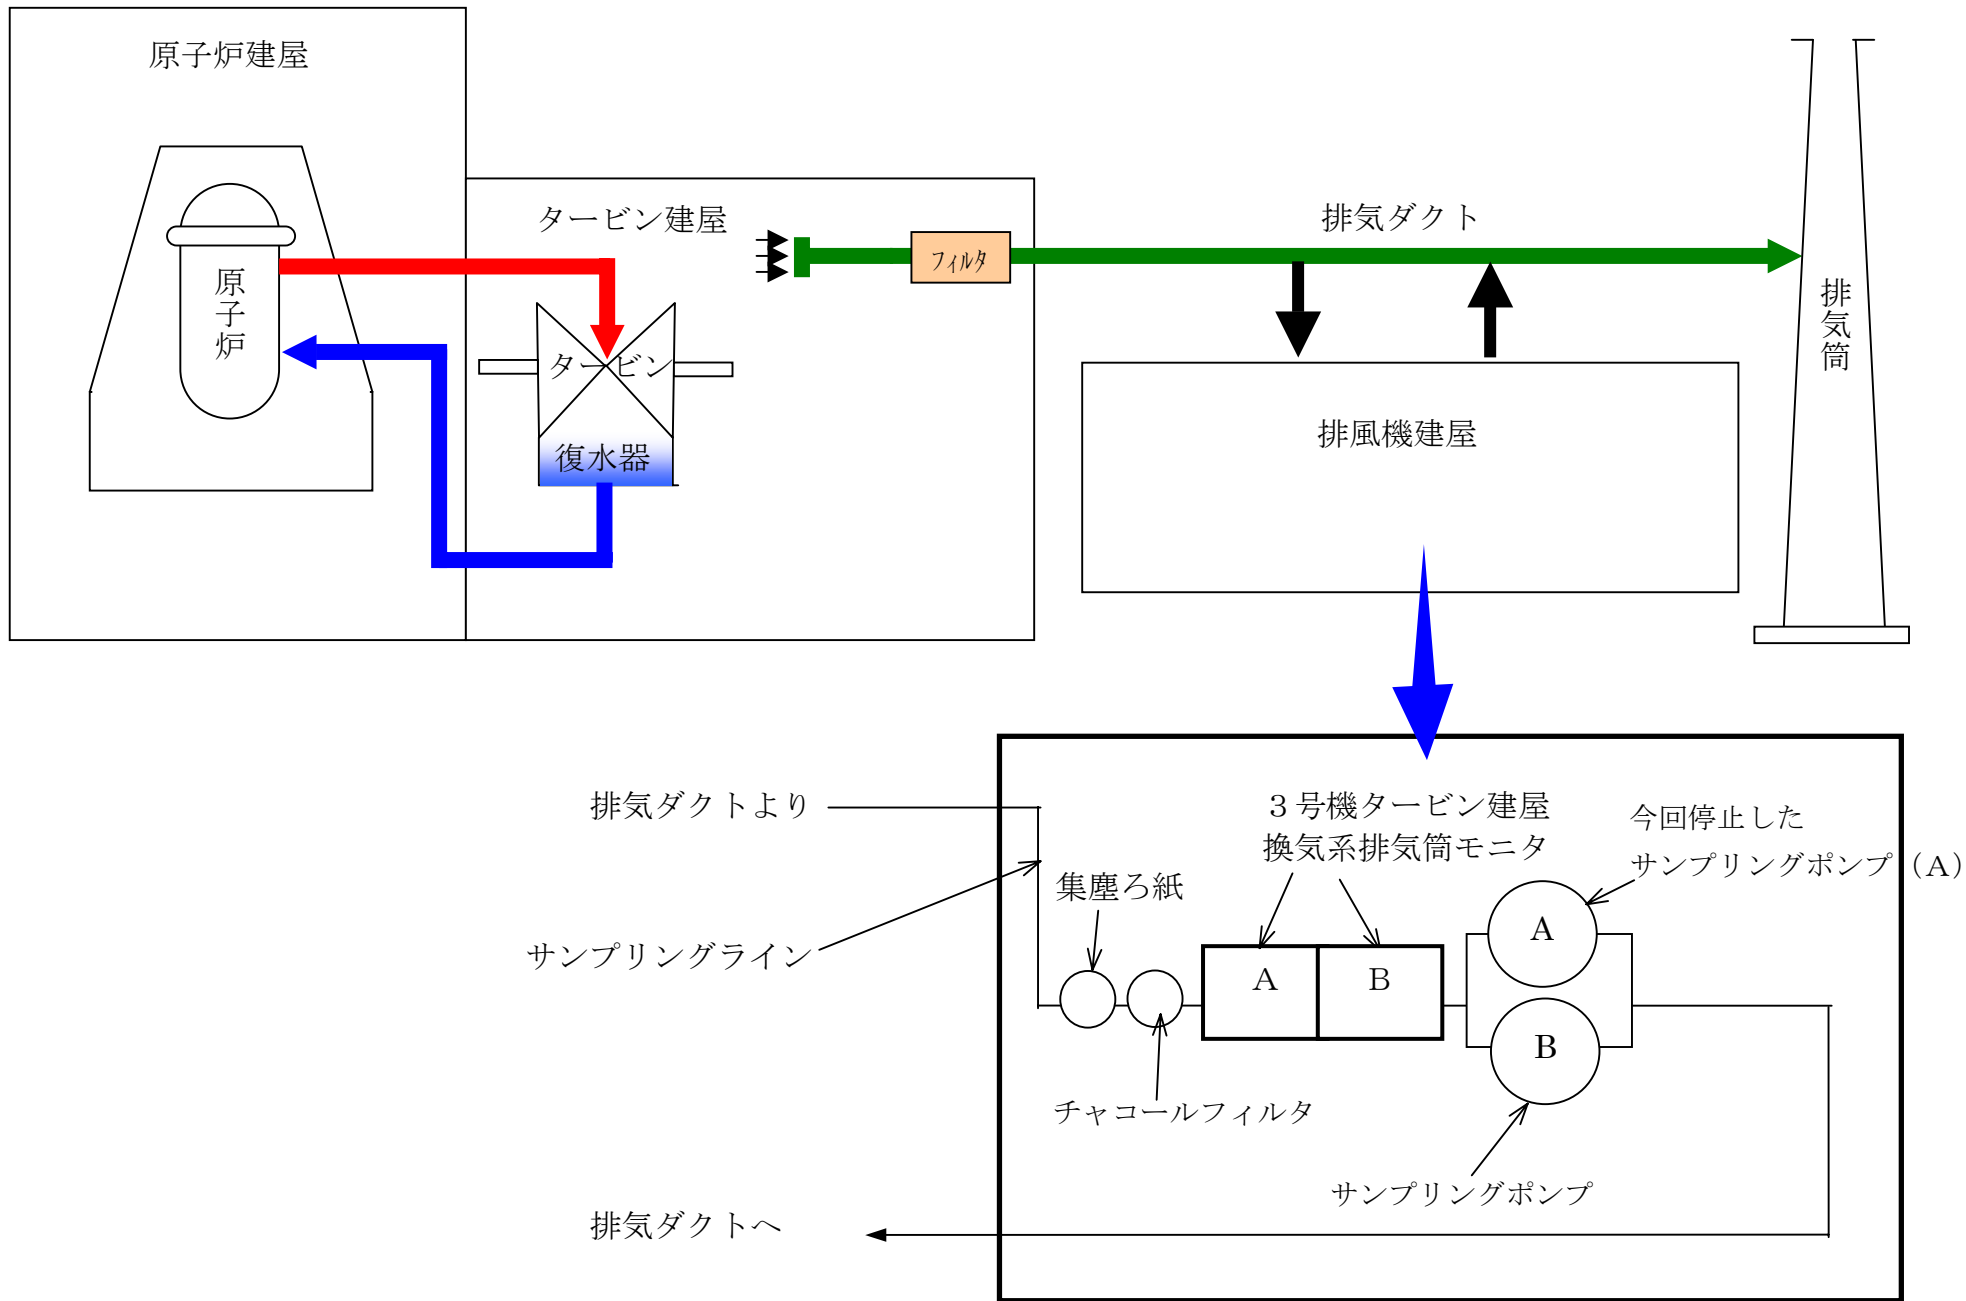 原子炉建屋
タービン建屋
排気ダクト
フィルタ
原子炉
排気筒
タービン
排風機建屋
復水器
排気ダクトより
３号機タービン建屋
換気系排気筒モニタ
今回停止した
サンプリングポンプ（A）
集塵ろ紙
サンプリングライン
A
B
A
B
チャコールフィルタ
サンプリングポンプ
排気ダクトへ